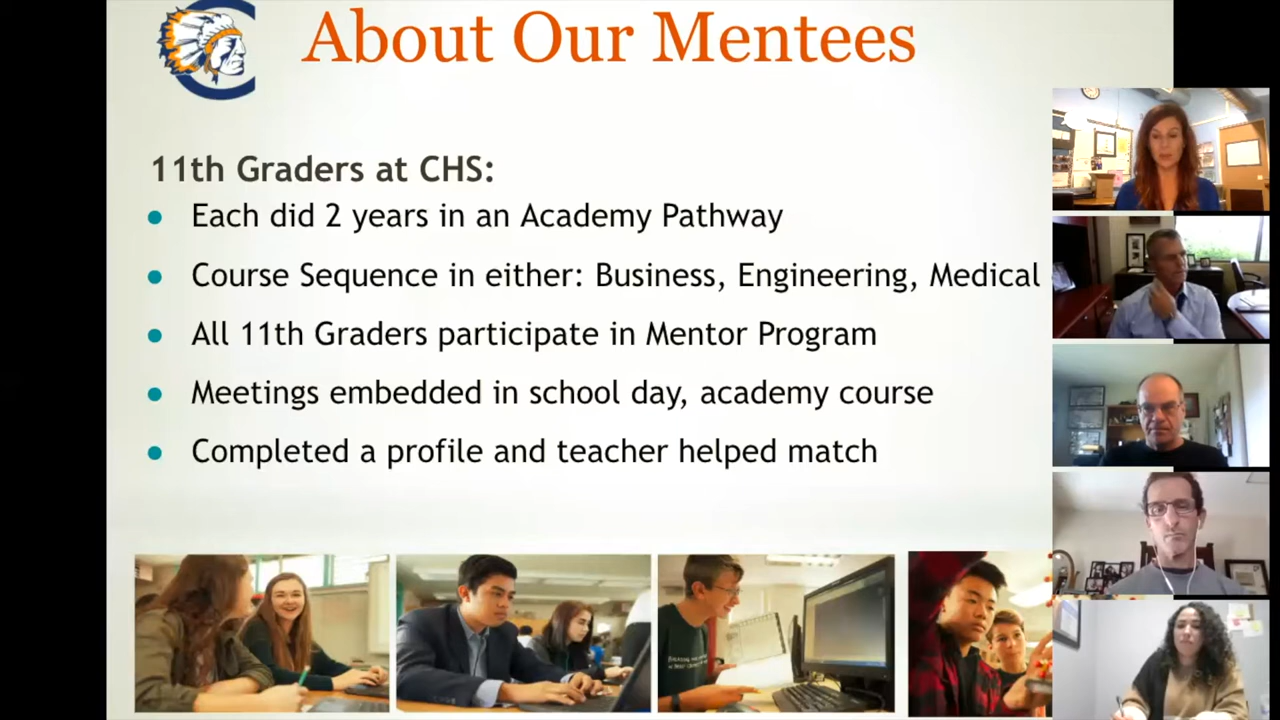 About Our Mentees
11th Graders at CHS:
Each did 2 years in an Academy Pathway
Course Sequence in either: Business, Engineering, Medical
All 11th Graders participate in Mentor Program
Meetings embedded in school day, academy course
Completed a profile and teacher helped match